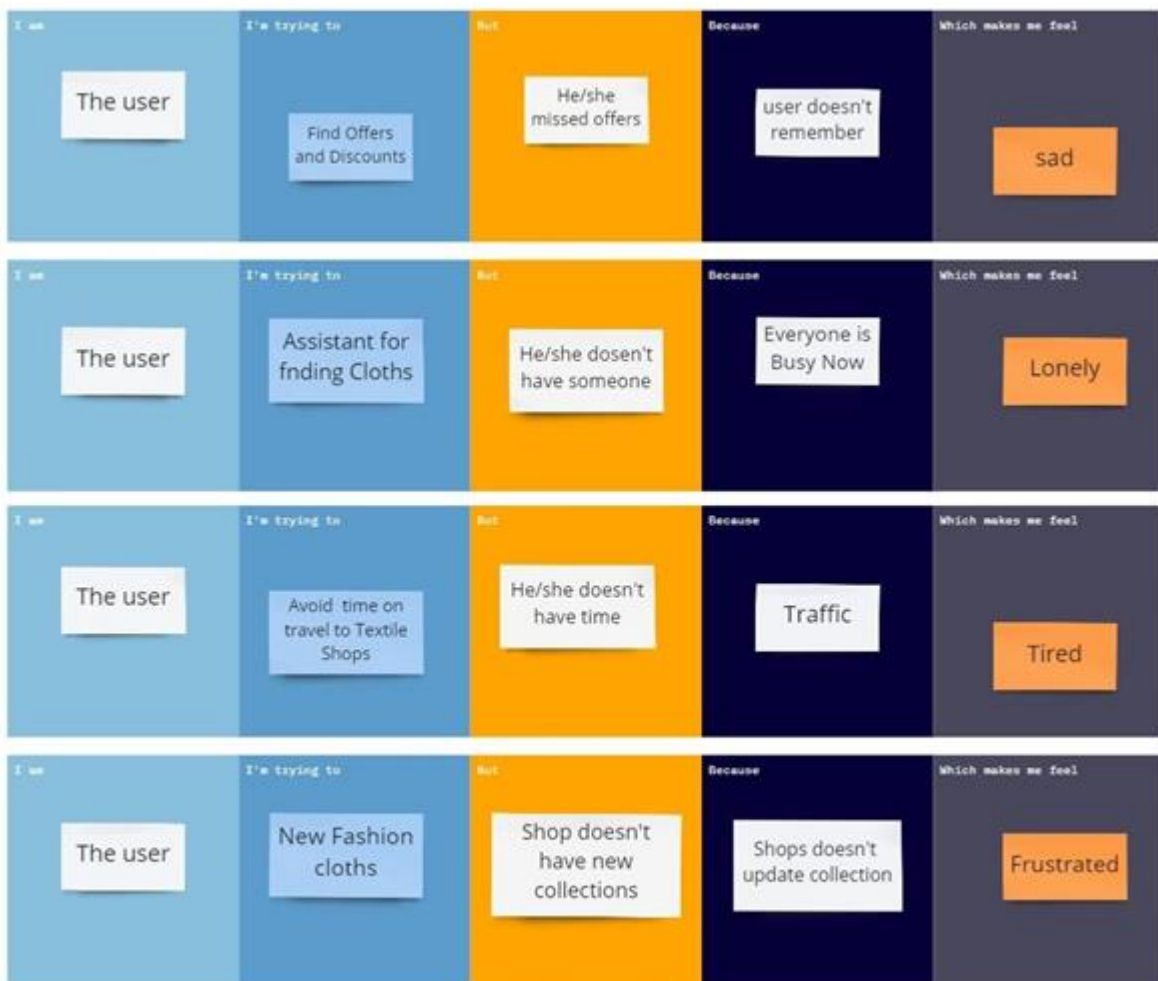 I am
I'm trying to
But
Because
Which makes me feel
The user
Find Offers
and Discounts
He/she
missed offers
user doesn't
remember
sad
I am
I'm trying to
But
Because
Which makes me feel
The user
Assistant for
fnding Cloths
He/she dosen't
have someone
Everyone is
Busy Now
Lonely
I am
I'm trying to
But
Because
Which makes me feel
The user
Avoid time on
travel to Textile
Shops
He/she doesn't
have time
Traffic
Tired
I am
I'm trying to
But
Because
Which makes me feel
The user
New Fashion
cloths
Shop doesn't
have new
collections
Shops doesn't
update collection
Frustrated